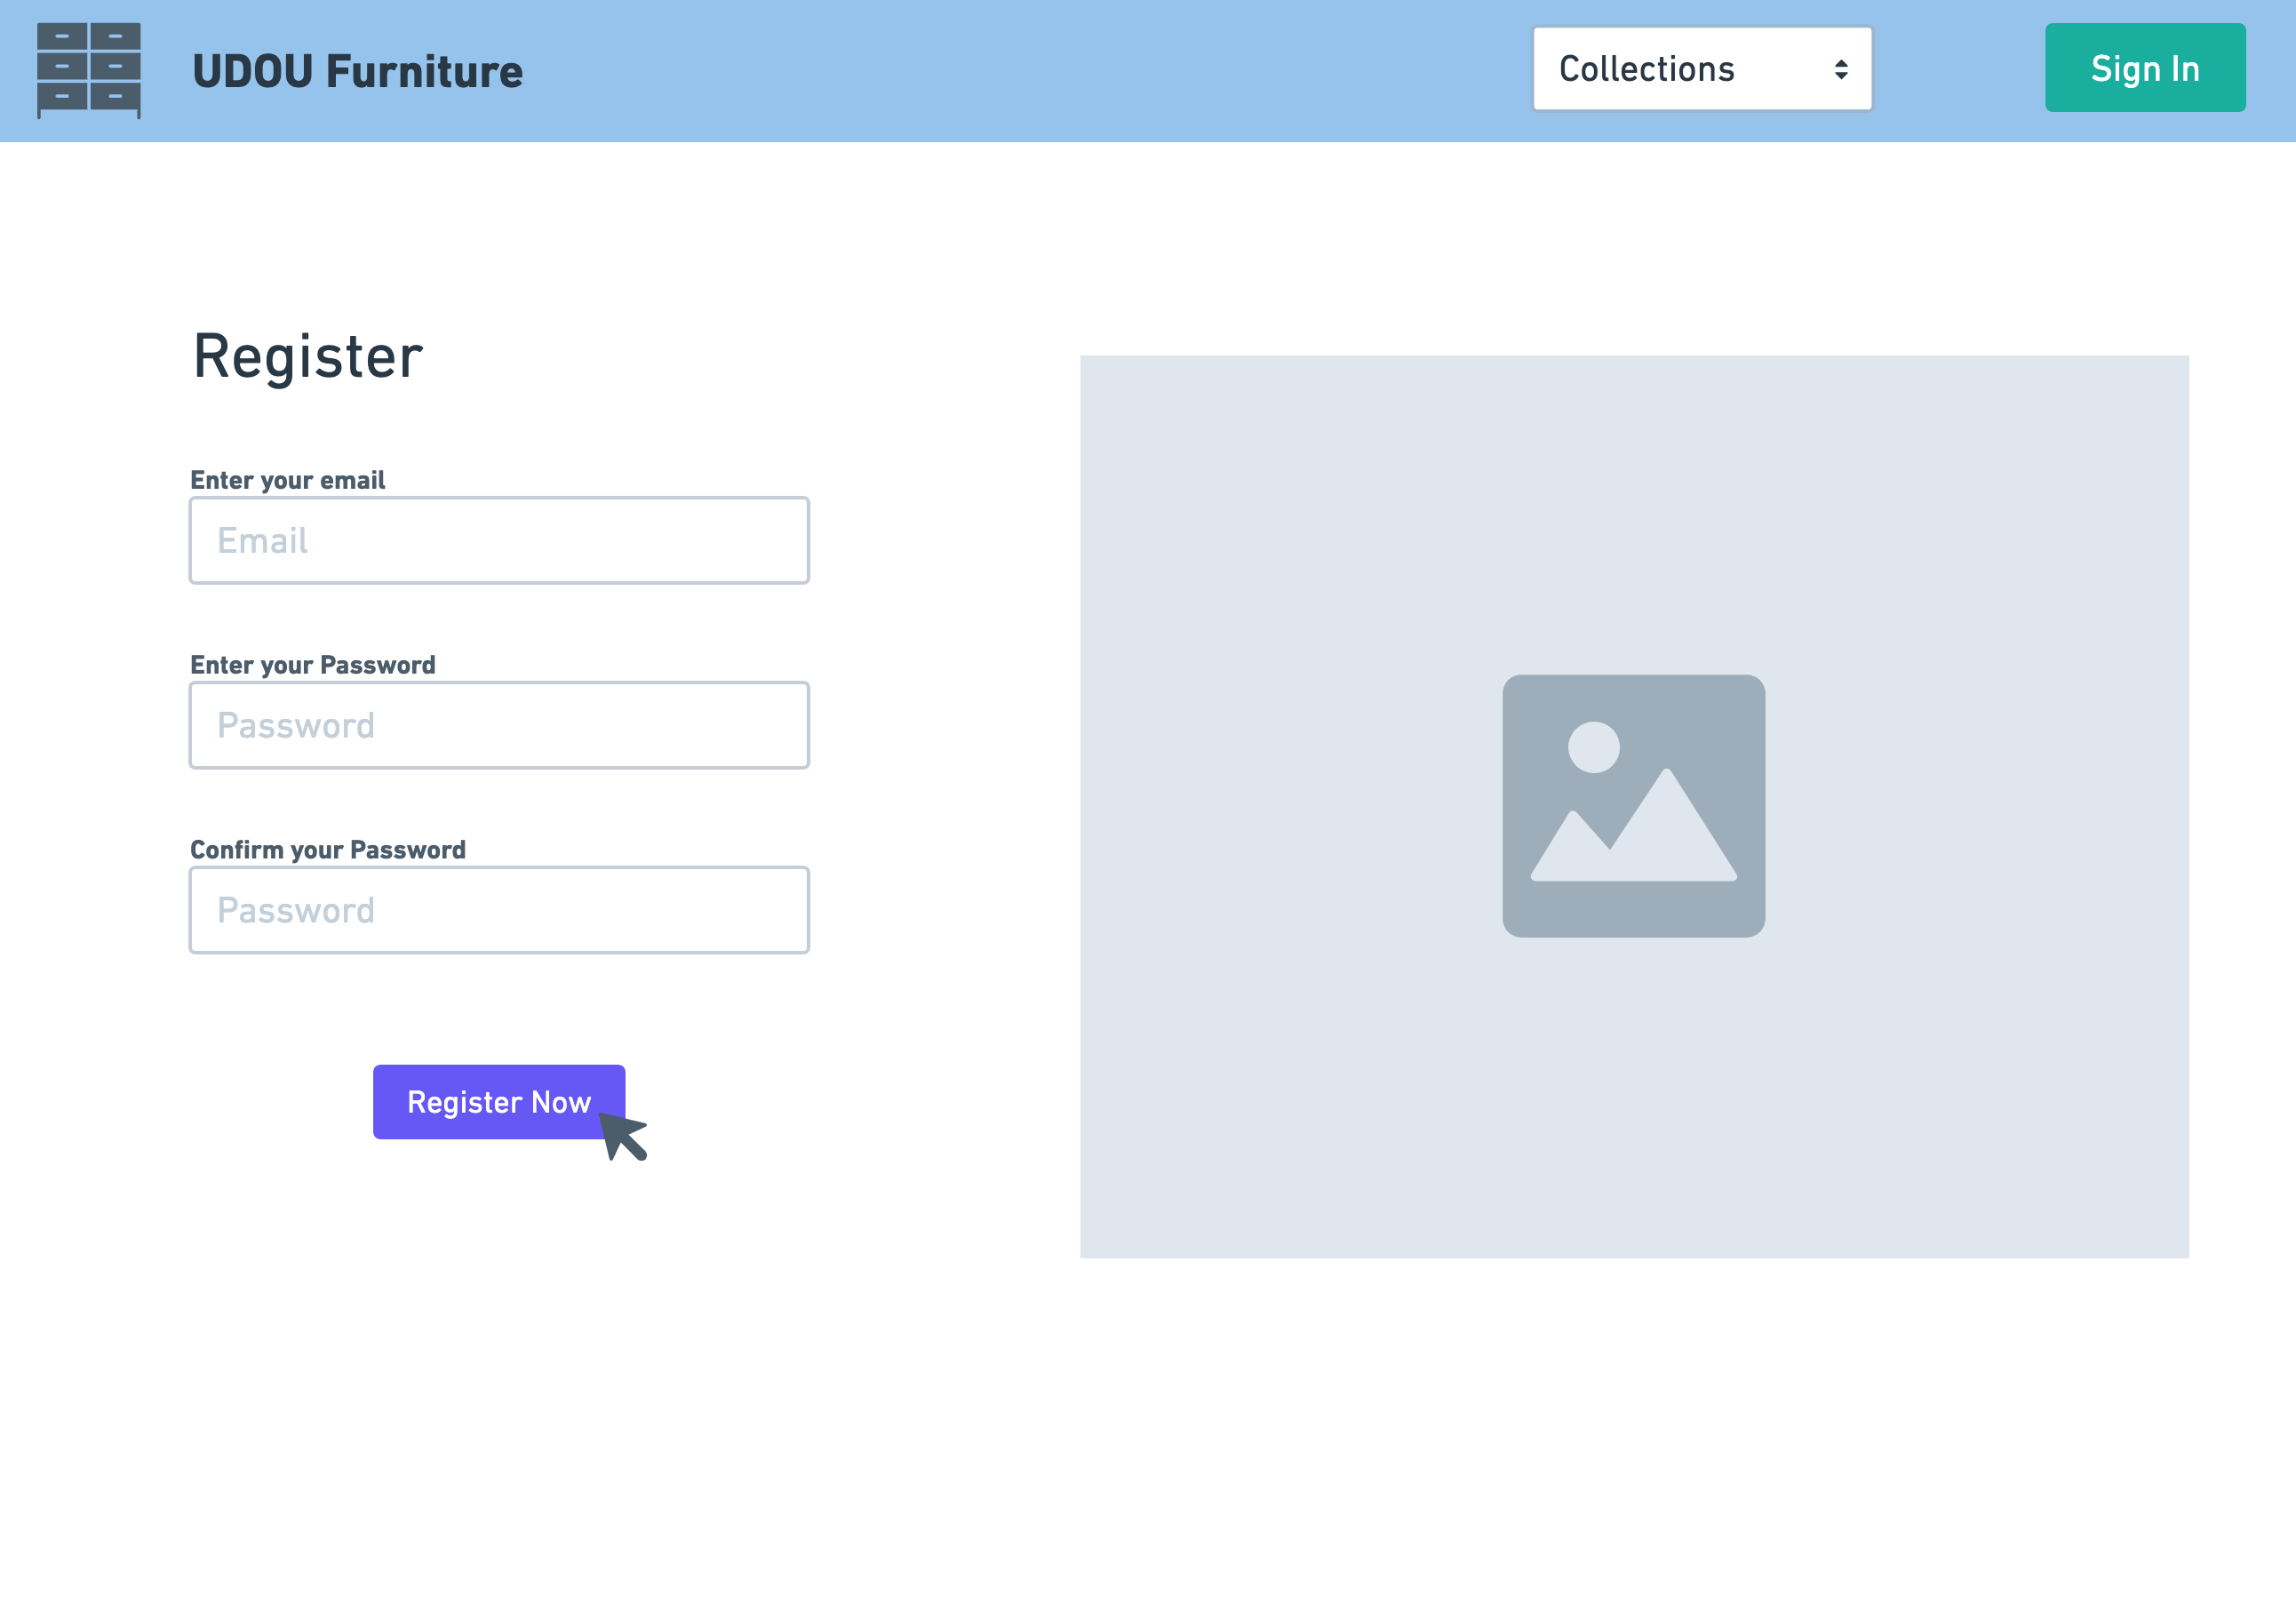 UDOU Furniture
Collections
Sign In
Register
Enter your email
Email
Enter your Password
Password
Confirm your Password
Password
Register Now